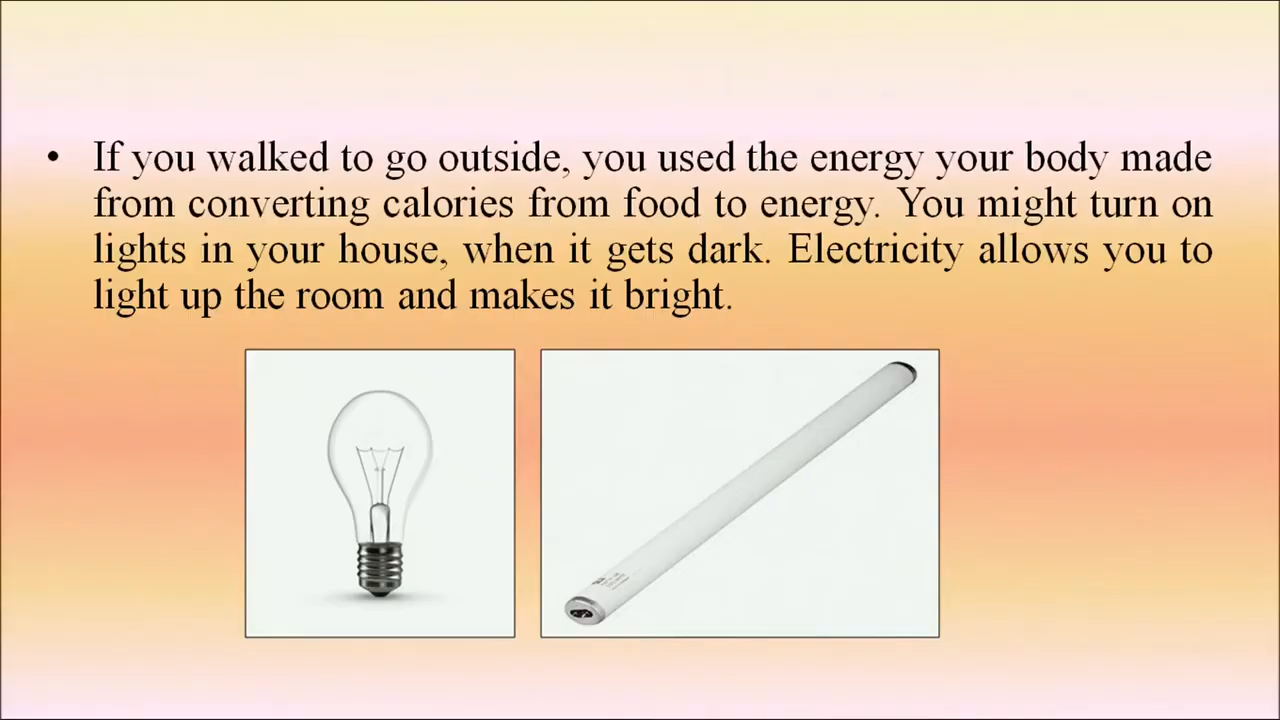 • If you walked to go outside, you used the energy your body made
from converting calories from food to energy. You might turn on
lights in your house, when it gets dark. Electricity allows you to
light up the room and makes it bright.